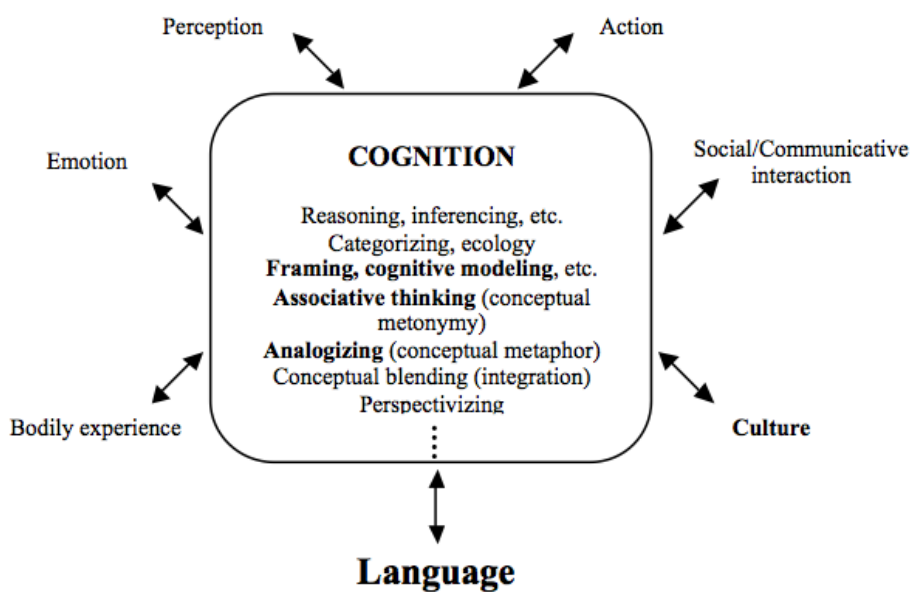 Perception
Action
Emotion
Social/Communicative
interaction
COGNITION
Reasoning, inferencing, etc.
Categorizing, ecology
Framing, cognitive modeling, etc.
Associative thinking (conceptual
metonymy)
Analogizing (conceptual metaphor)
Conceptual blending (integration)
Perspectivizing
Bodily experience
Culture
Language